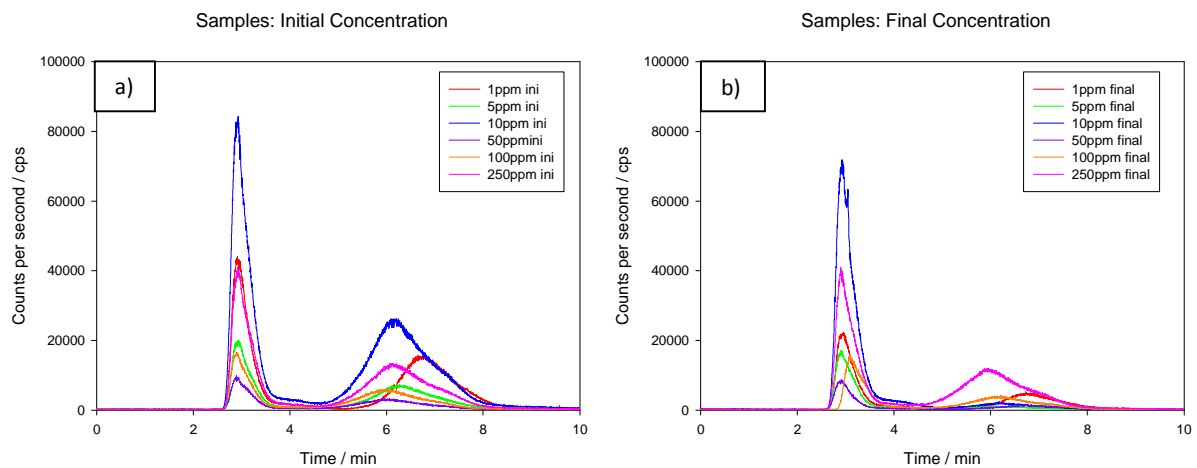 Samples: Initial Concentration
a)
1ppm ini
5ppm ini
10ppm ini
50ppmini
100ppm ini
250ppm ini
100000
80000
60000
40000
20000
0
Counts per second / cps
0 2 4 6 8 10
Time / min
Samples: Final Concentration
b)
1ppm final
5ppm final
10ppm final
50ppm final
100ppm final
250ppm final
100000
80000
60000
40000
20000
0
Counts per second / cps
0 2 4 6 8 10
Time / min